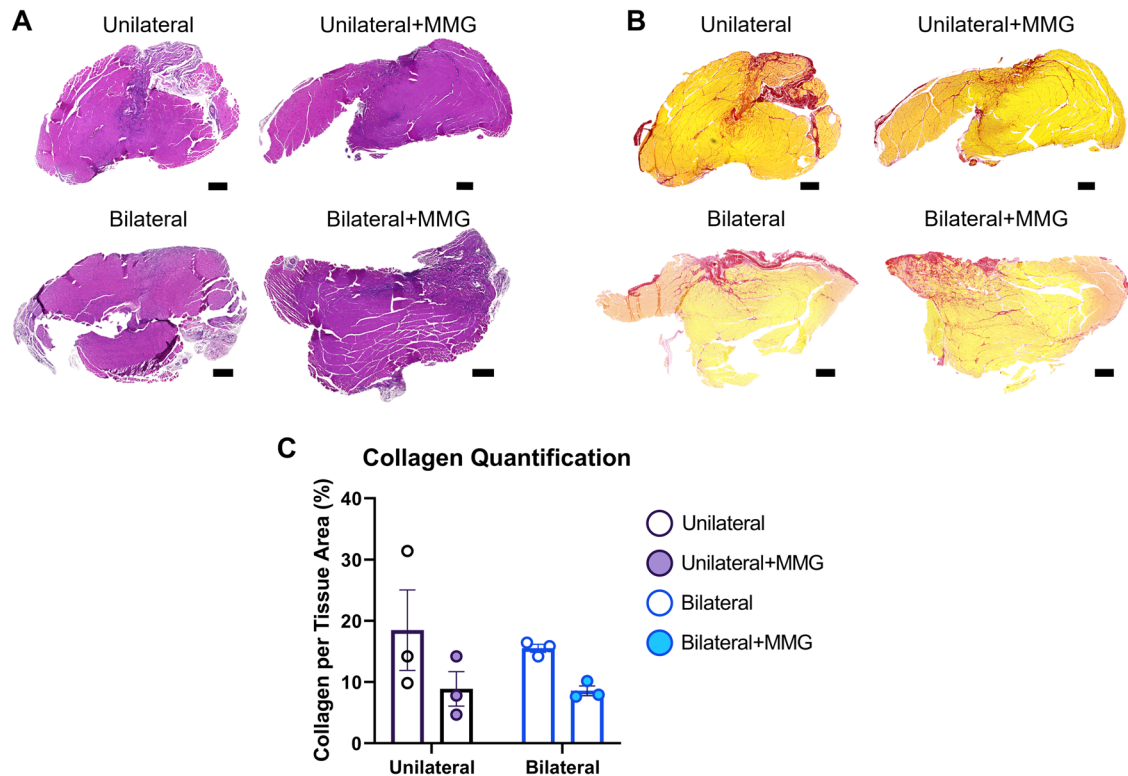 A
Unilateral
Unilateral+MMG
Bilateral
Bilateral+MMG
B
Unilateral
Unilateral+MMG
Bilateral
Bilateral+MMG
C
Collagen Quantification
Collagen per Tissue Area (%)
40
30
20
10
0
Unilateral
Bilateral
Unilateral
Unilateral+MMG
Bilateral
Bilateral+MMG